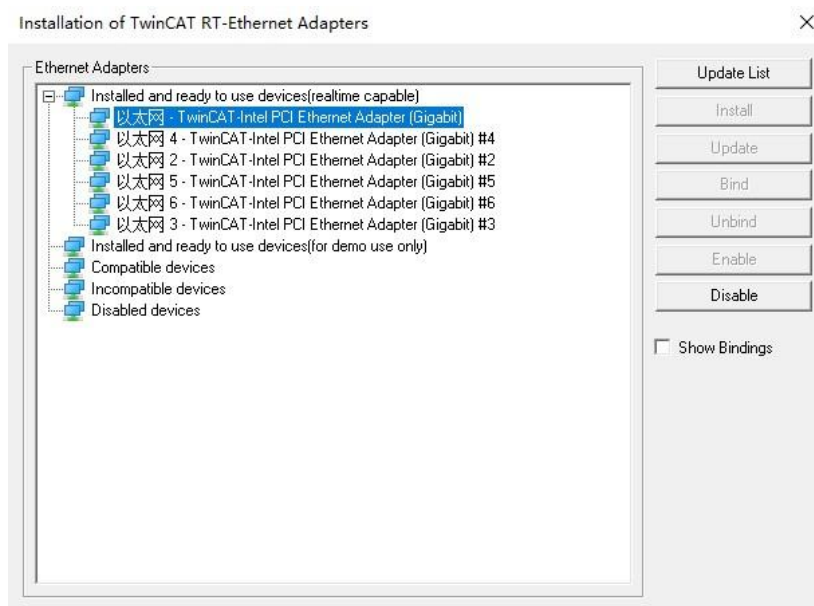 Installation of TwinCAT RT-Ethernet Adapters
Ethernet Adapters
Installed and ready to use devices(realtime capable)
以太网 - TwinCAT-Intel PCI Ethernet Adapter (Gigabit)
以太网 4 - TwinCAT-Intel PCI Ethernet Adapter (Gigabit) #4
以太网 2 - TwinCAT-Intel PCI Ethernet Adapter (Gigabit) #2
以太网 5 - TwinCAT-Intel PCI Ethernet Adapter (Gigabit) #5
以太网 6 - TwinCAT-Intel PCI Ethernet Adapter (Gigabit) #6
以太网 3 - TwinCAT-Intel PCI Ethernet Adapter (Gigabit) #3
Installed and ready to use devices(for demo use only)
Compatible devices
Incompatible devices
Disabled devices
Update List
Install
Update
Bind
Unbind
Enable
Disable
Show Bindings